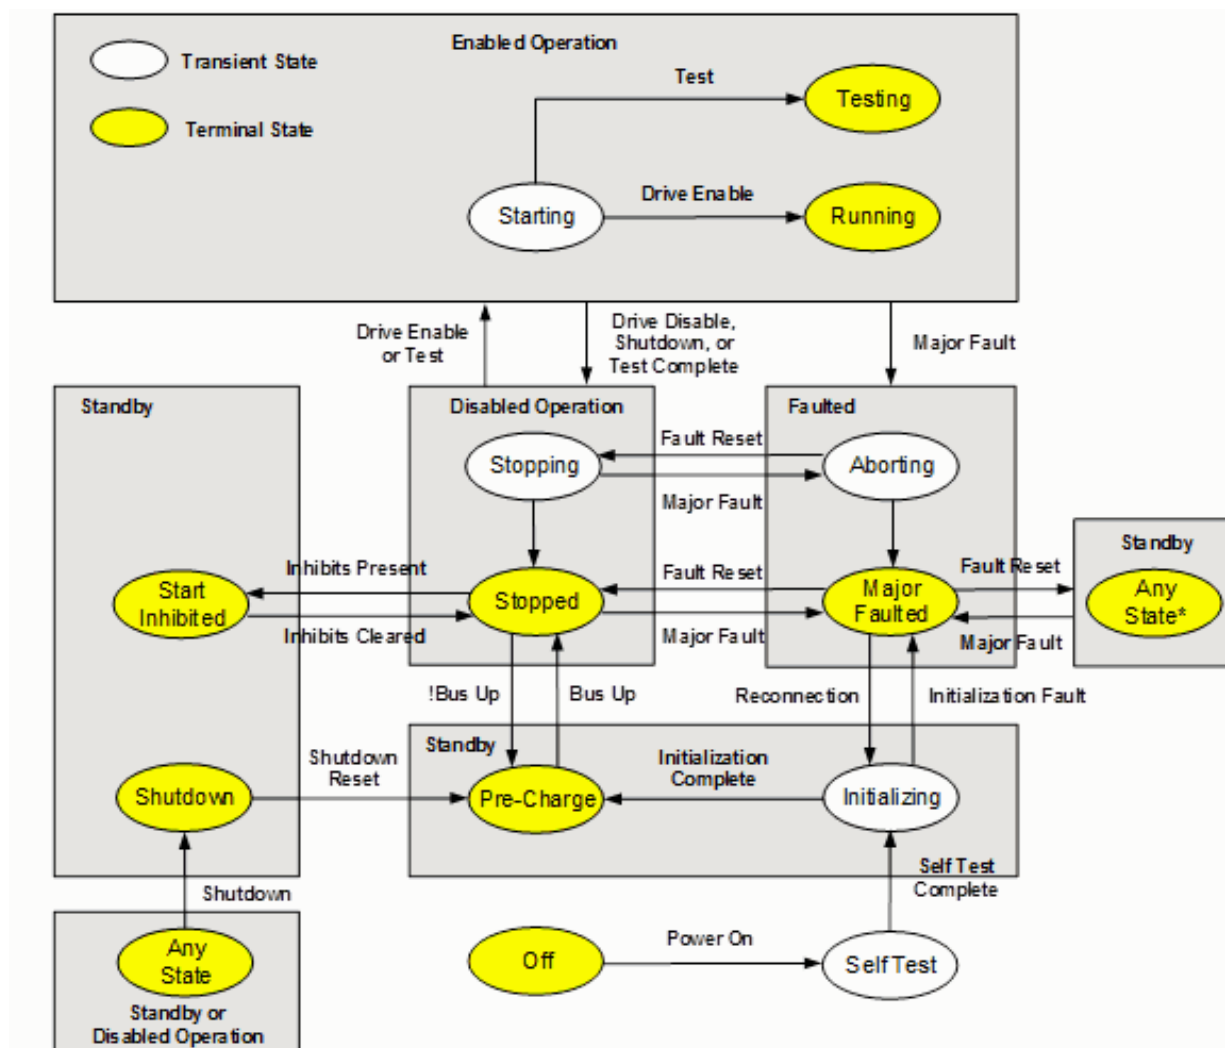 Enabled Operation
Transient State
Terminal State
Test
Testing
Starting
Drive Enable
Running
Drive Enable
or Test
Drive Disable,
Shutdown, or
Test Complete
Major Fault
Standby
Disabled Operation
Faulted
Stopping
Fault Reset
Aborting
Major Fault
Standby
Inhibits Present
Start
Inhibited
Inhibits Cleared
Stopped
Fault Reset
Major Fault
Major
Faulted
Fault Reset
Any
State*
Major Fault
!Bus Up
Bus Up
Reconnection
Initialization Fault
Standby
Shutdown
Reset
Shutdown
Pre-Charge
Initialization
Complete
Initializing
Self Test
Complete
Shutdown
Any
State
Standby or
Disabled Operation
Off
Power On
Self Test